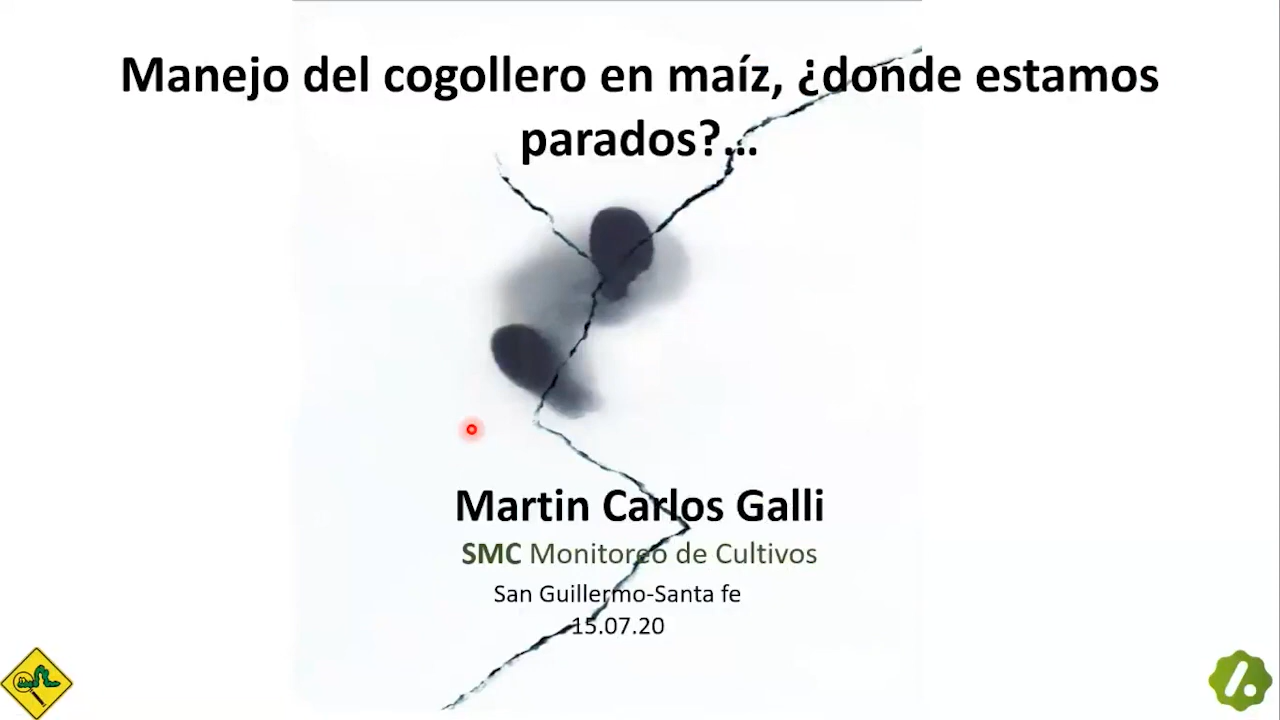 Manejo del cogollero en maíz, ¿donde estamos
parados?...
Martin Carlos Galli
SMC Monitoreo de Cultivos
San Guillermo-Santa fe
15.07.20